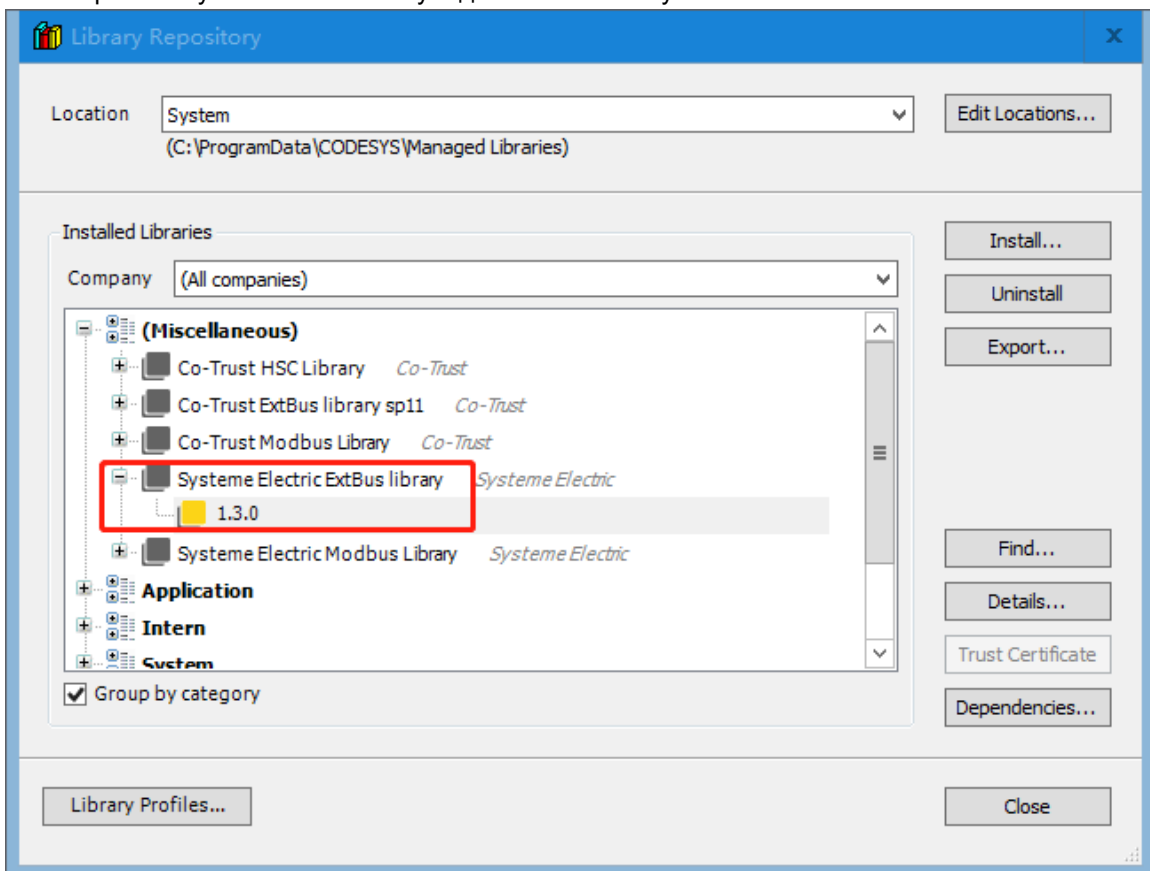 Library Repository
x
Location System Edit Locations...
(C:\ProgramData\CODESYS\Managed Libraries)
Installed Libraries
Install...
Company (All companies)
Uninstall
(Miscellaneous)
Export...
Co-Trust HSC Library Co-Trust
Co-Trust ExtBus library sp11 Co-Trust
Co-Trust Modbus Library Co-Trust
Systeme Electric ExtBus library Systeme Electric
1.3.0
Systeme Electric Modbus Library Systeme Electric
Find...
Application
Details...
Intern
System
Trust Certificate
Group by category
Dependencies...
Library Profiles...
Close